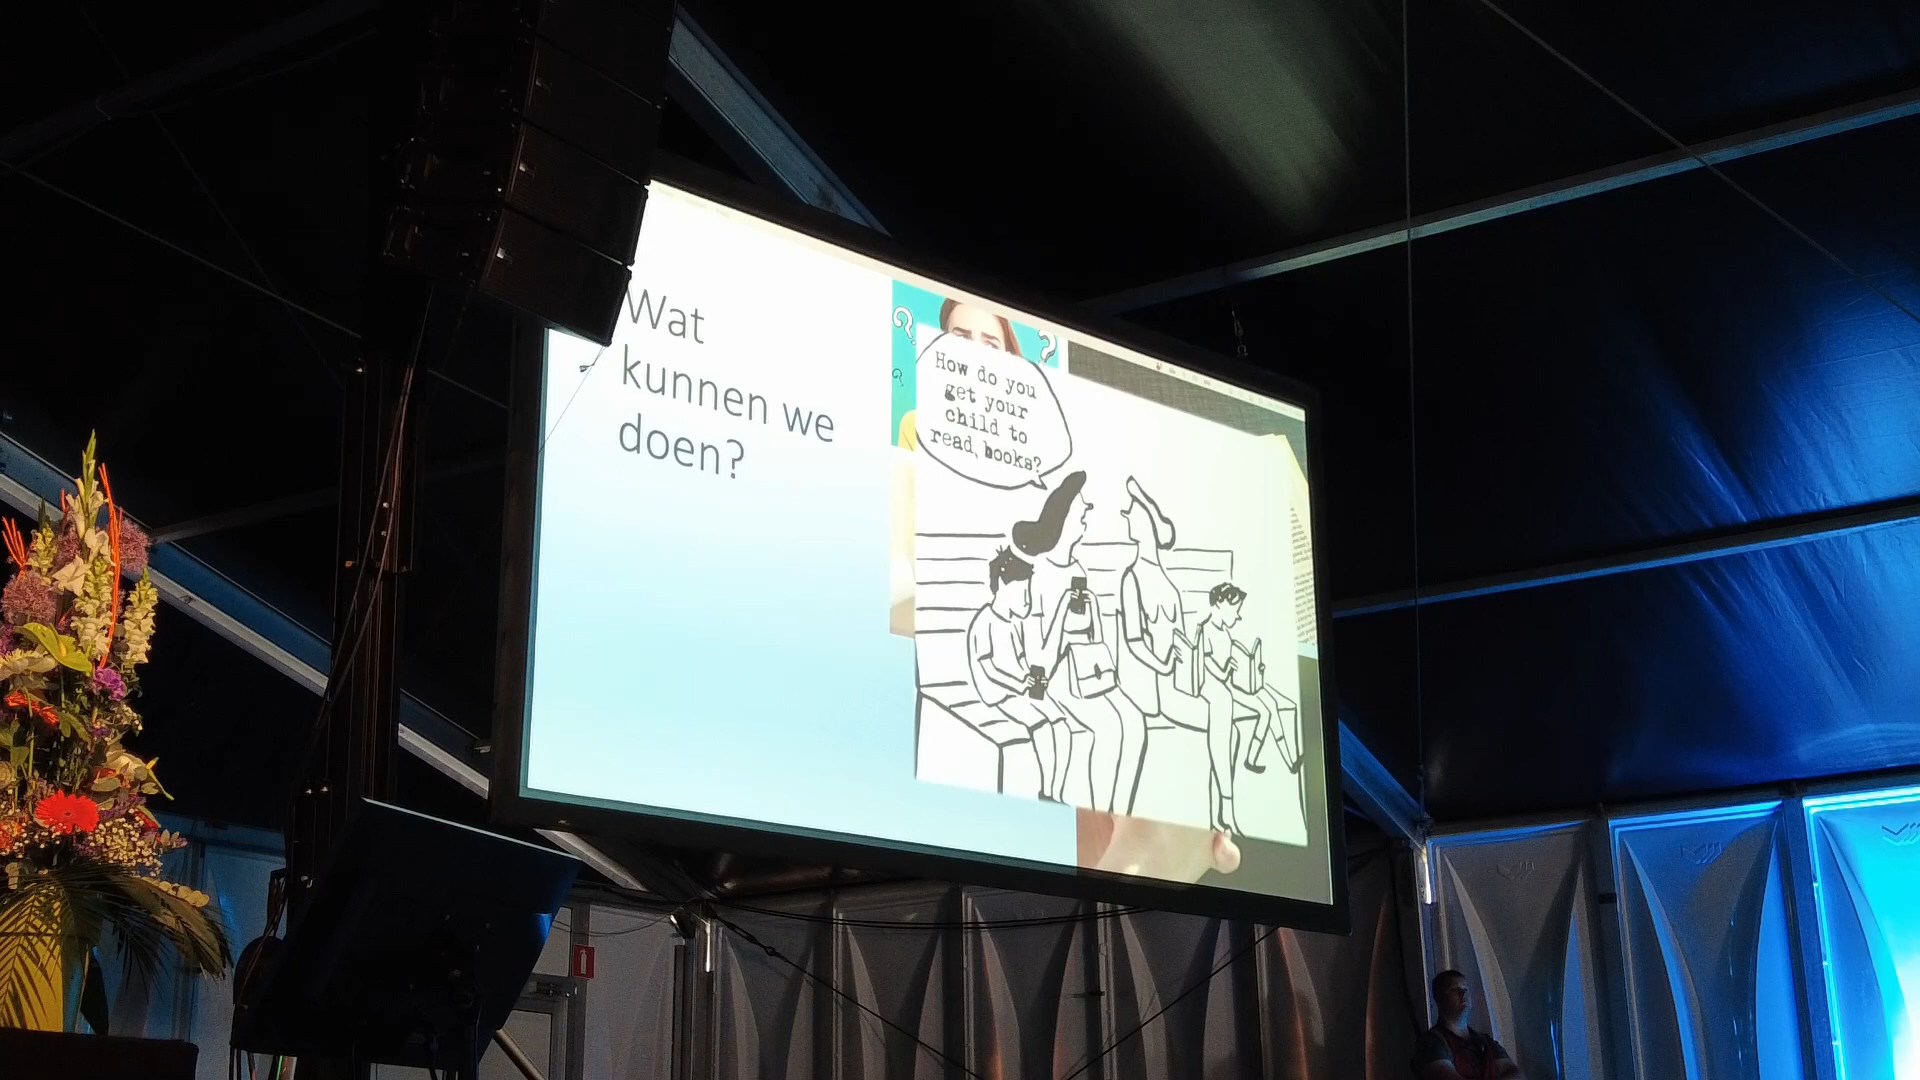 Wat
kunnen we
doen?
How do you
get your
child to
read, books?